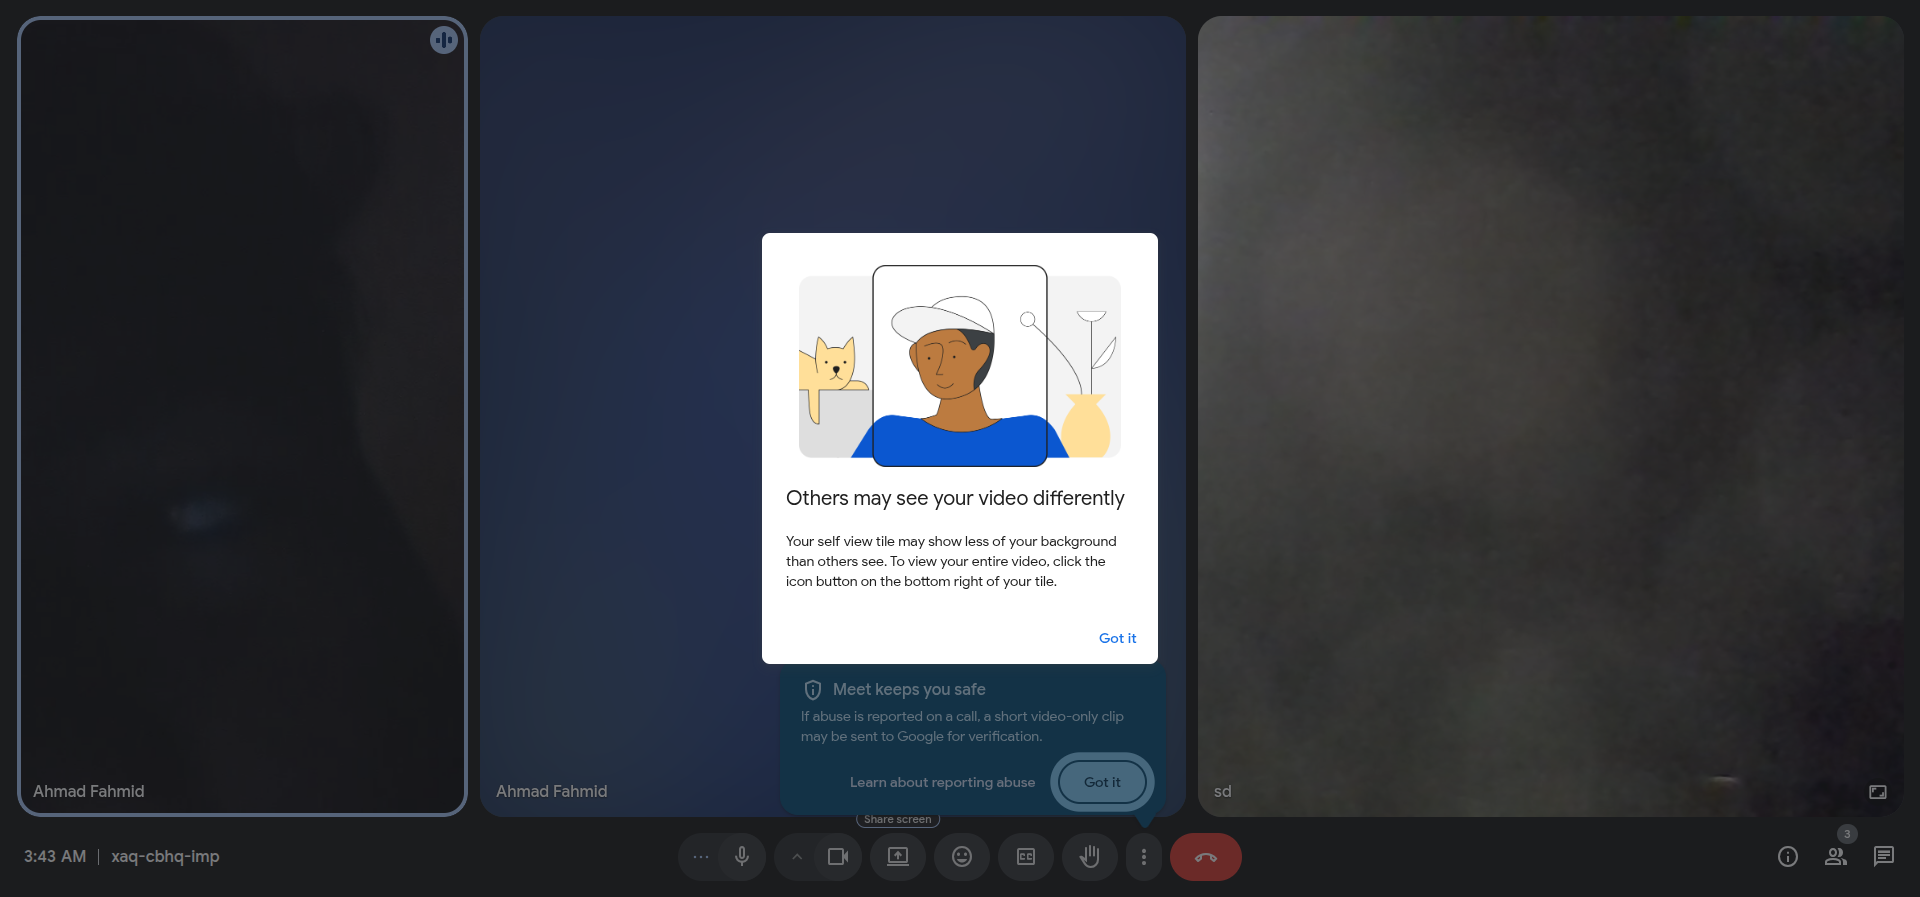 Others may see your video differently
Your self view tile may show less of your background
than others see. To view your entire video, click the
icon button on the bottom right of your tile.
Got it
Meet keeps you safe
If abuse is reported on a call, a short video-only clip
may be sent to Google for verification.
Learn about reporting abuse
Got it
Ahmad Fahmid
Ahmad Fahmid
sd
Share screen
3:43 AM | xaq-cbhq-imp
CC
3